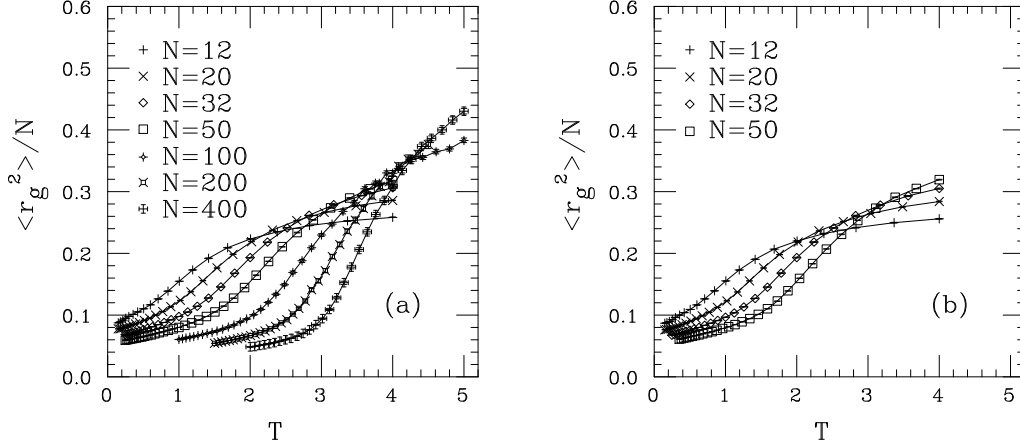 0.6
0.5
0.4
0.3
0.2
0.1
0.0
<r_g^2>/N
N=12
N=20
N=32
N=50
N=100
N=200
N=400
(a)
0 1 2 3 4 5
T
0.6
0.5
0.4
0.3
0.2
0.1
0.0
<r_g^2>/N
N=12
N=20
N=32
N=50
(b)
0 1 2 3 4 5
T